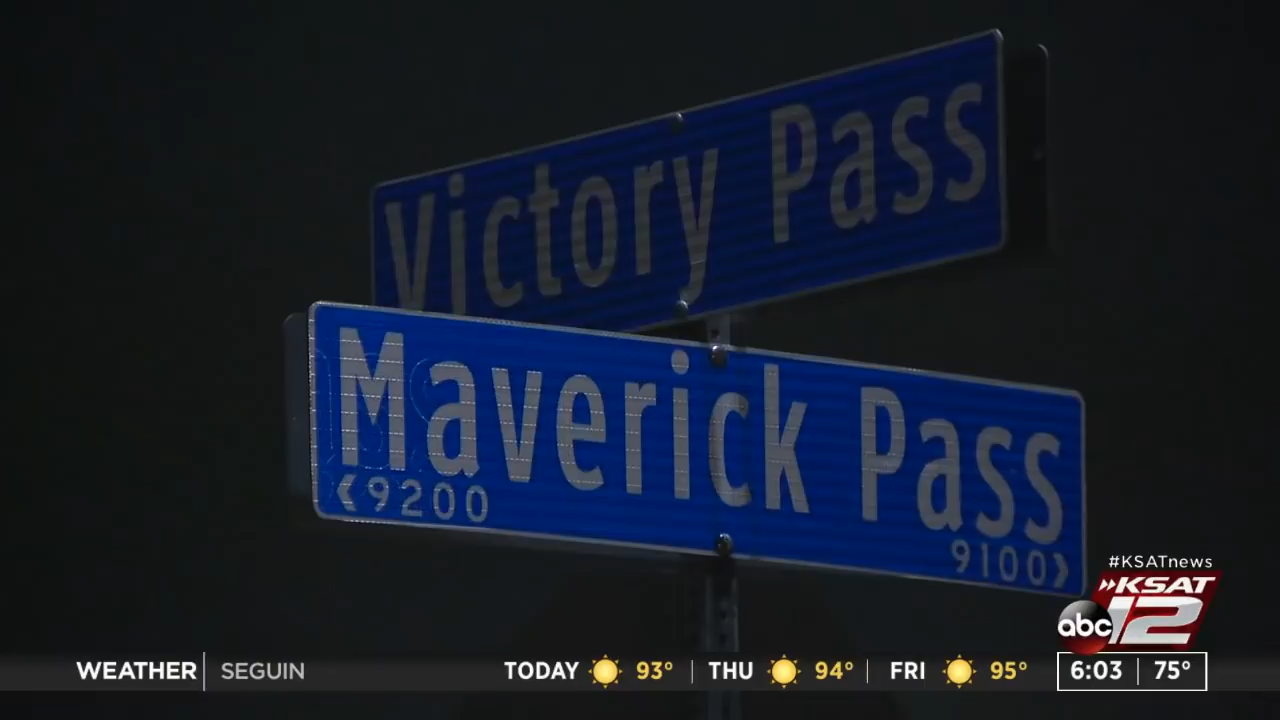 Victory Pass
Maverick Pass
<9200
9100>
#KSATnews
KSAT
abc 12
WEATHER | SEGUIN TODAY 93° | THU 94° | FRI 95° 6:03 | 75°